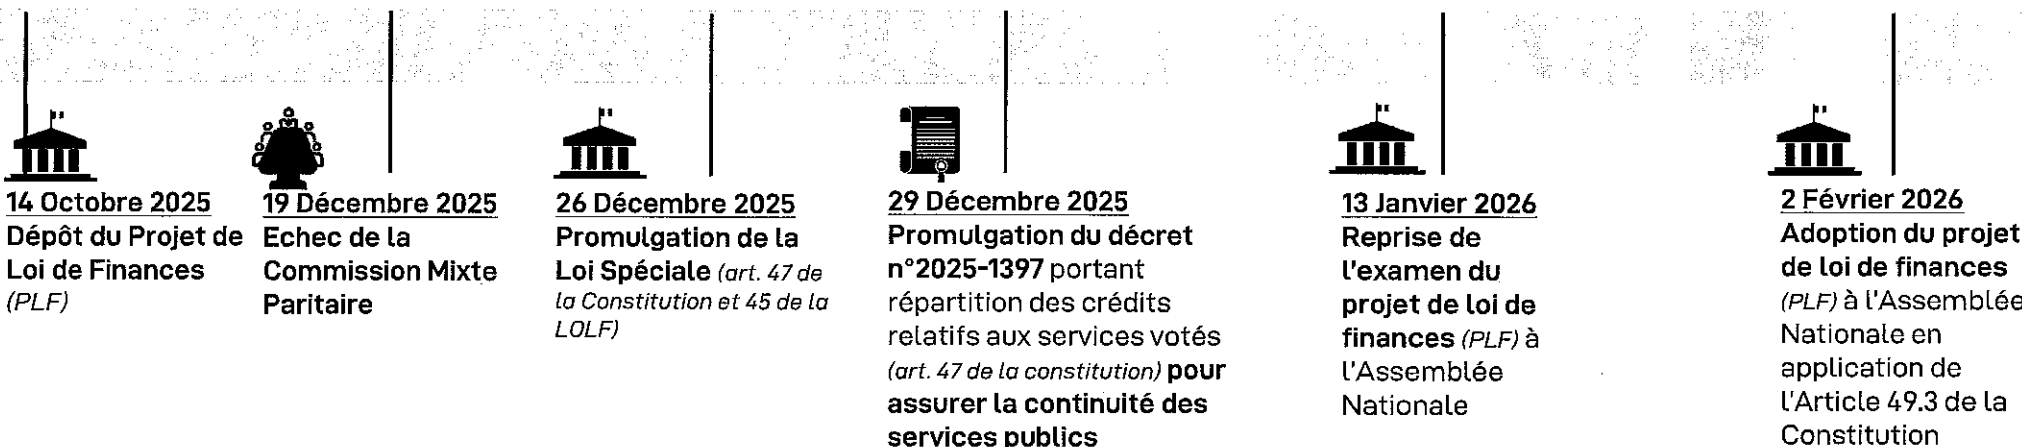 14 Octobre 2025
Dépôt du Projet de
Loi de Finances
(PLF)
19 Décembre 2025
Echec de la
Commission Mixte
Paritaire
26 Décembre 2025
Promulgation de la
Loi Spéciale (art. 47 de
la Constitution et 45 de la
LOLF)
29 Décembre 2025
Promulgation du décret
n°2025-1397 portant
répartition des crédits
relatifs aux services votés
(art. 47 de la constitution) pour
assurer la continuité des
services publics
13 Janvier 2026
Reprise de
l'examen du
projet de loi de
finances (PLF) à
l'Assemblée
Nationale
2 Février 2026
Adoption du projet
de loi de finances
(PLF) à l'Assemblée
Nationale en
application de
l'Article 49.3 de la
Constitution